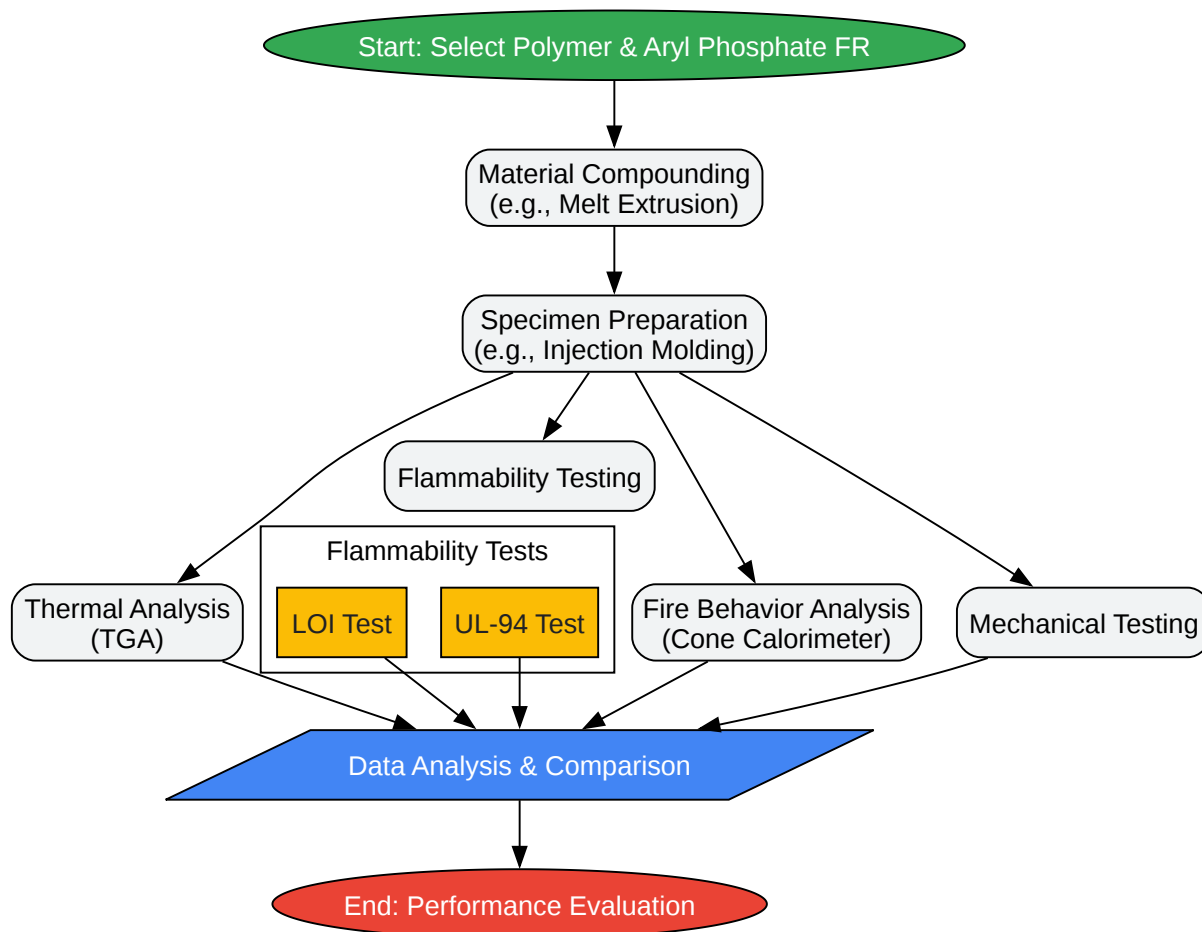 Start: Select Polymer & Aryl Phosphate FR
Material Compounding
(e.g., Melt Extrusion)
Specimen Preparation
(e.g., Injection Molding)
Flammability Testing
Flammability Tests
Thermal Analysis
(TGA)
LOI Test
UL-94 Test
Fire Behavior Analysis
(Cone Calorimeter)
Mechanical Testing
Data Analysis & Comparison
End: Performance Evaluation